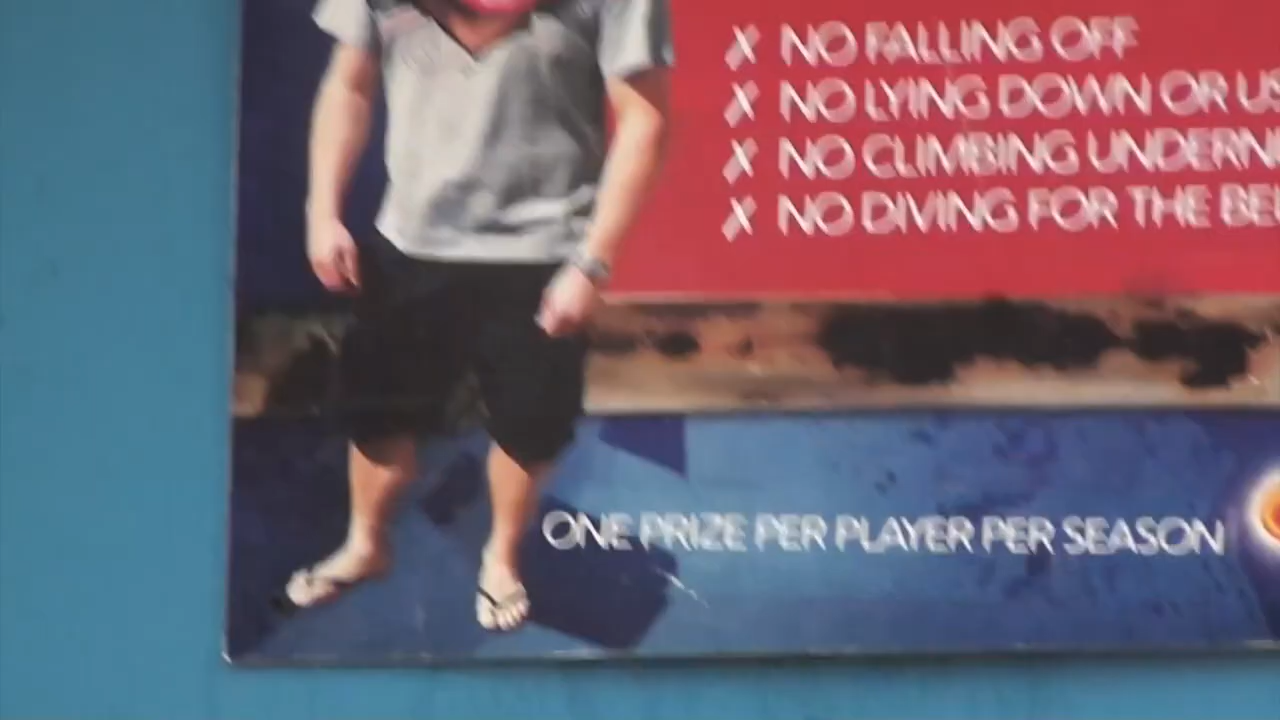 X NO FALLING OFF
X NO LYING DOWN OR
X NO CLIMBING
X NO DIVING FOR THE
ONE PRIZE PER PLAYER PER SEASON